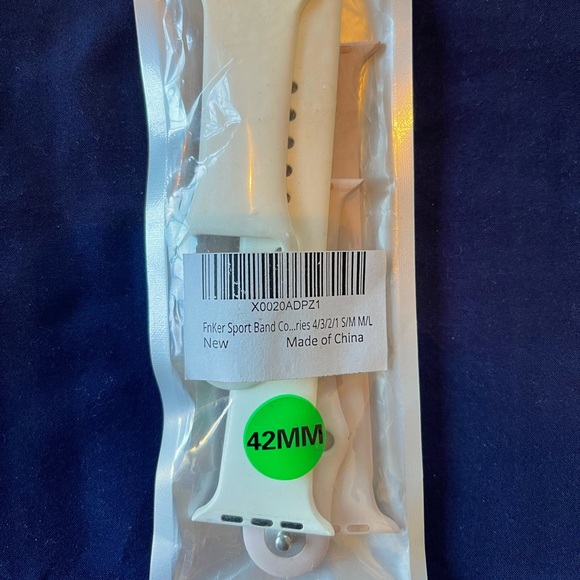 X0020ADPZ1
FnKer Sport Band Co...ries 4/3/2/1 S/M M/L
New Made of China
42MM